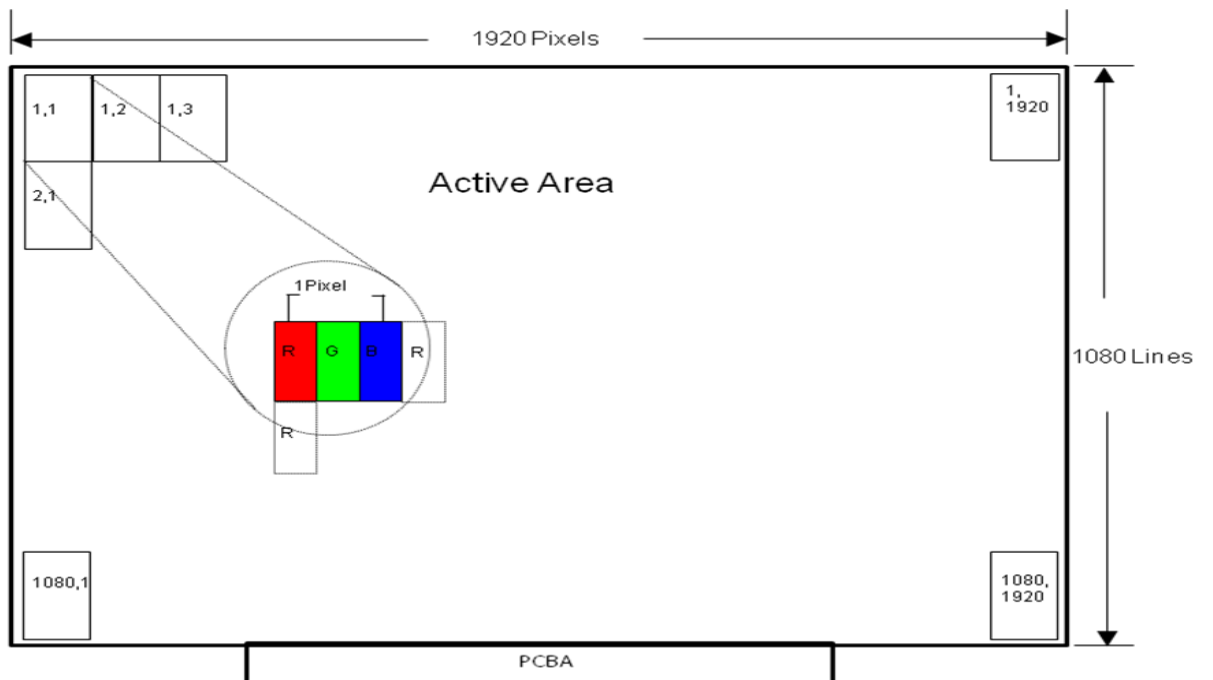 1920 Pixels
1,1
1,2
1,3
1,
1920
2,1
Active Area
1Pixel
R
G
B
R
R
1080 Lines
1080,1
1080,
1920
PCBA